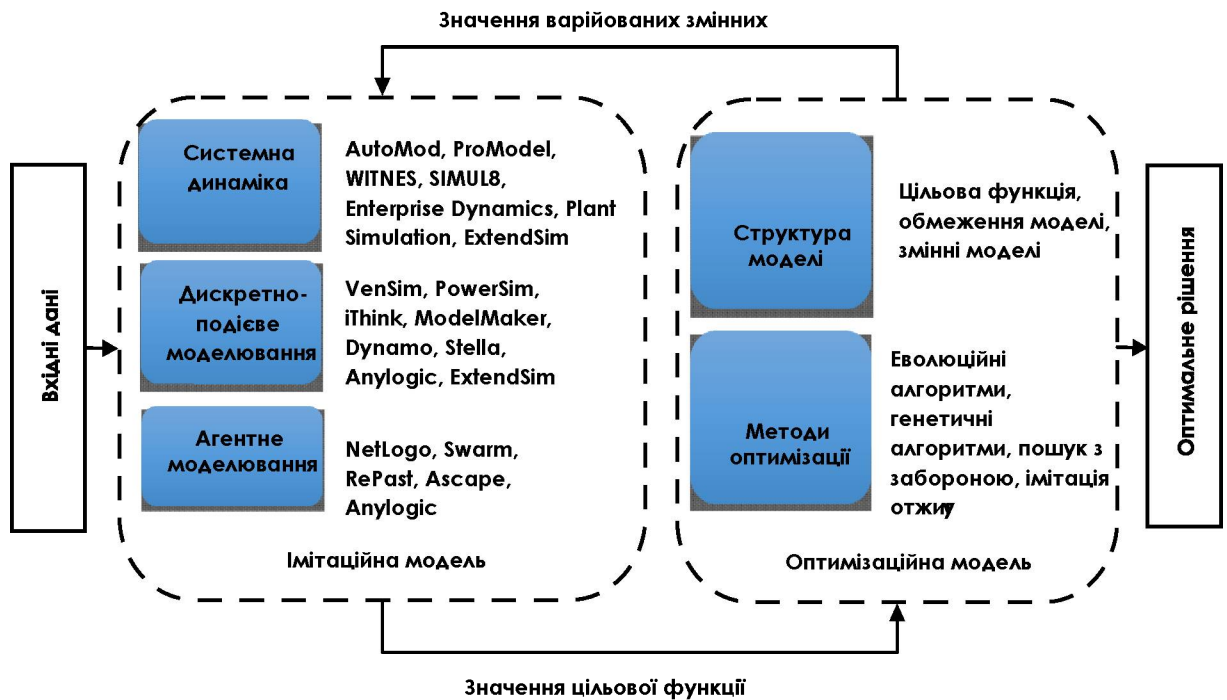 Значення варійованих змінних
Вхідні дані
Системна
динаміка
AutoMod, ProModel,
WITNES, SIMUL8,
Enterprise Dynamics, Plant
Simulation, ExtendSim
Дискретно-
подієве
моделювання
VenSim, PowerSim,
iThink, ModelMaker,
Dynamo, Stella,
Anylogic, ExtendSim
Агентне
моделювання
NetLogo, Swarm,
RePast, Ascape,
Anylogic
Імітаційна модель
Структура
моделі
Цільова функція,
обмеження моделі,
змінні моделі
Методи
оптимізації
Еволюційні
алгоритми,
генетичні
алгоритми, пошук з
забороною, імітація
отжигу
Оптимізаційна модель
Оптимальне рішення
Значення цільової функції